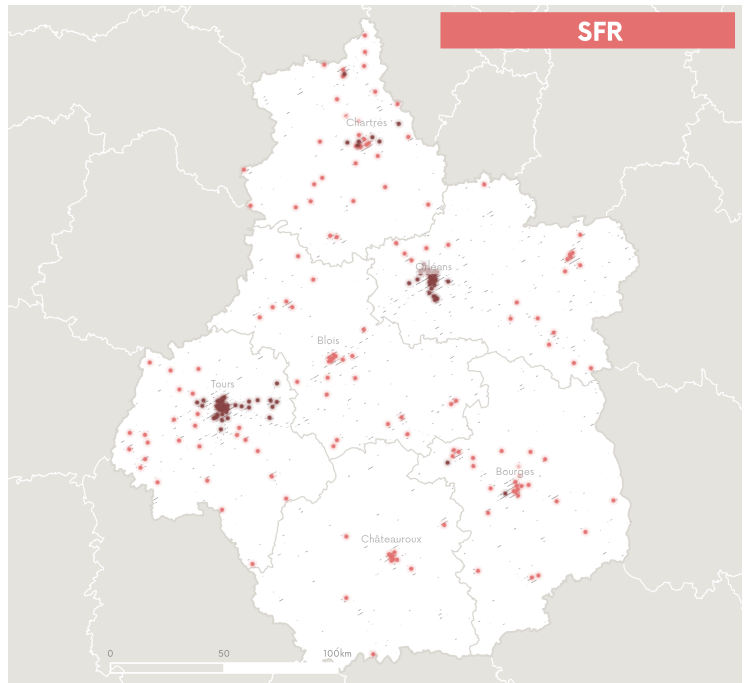 SFR
Chartres
Orléans
Blois
Tours
Bourges
Châteauroux
0 50 100km